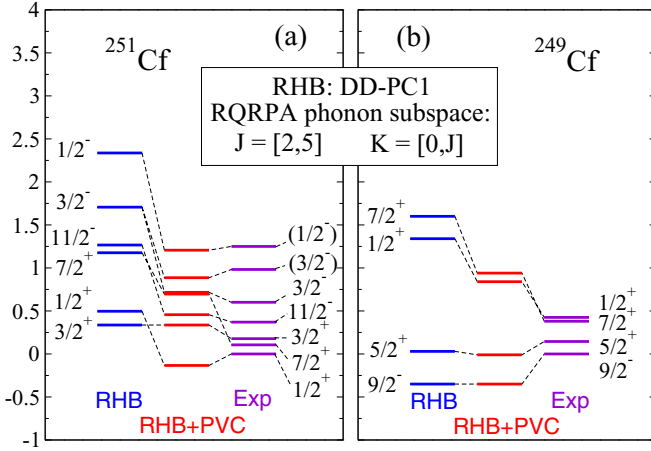 4
3.5
3
2.5
2
1.5
1
0.5
0
-0.5
-1
²⁵¹Cf
(a)
(b)
²⁴⁹Cf
RHB: DD-PC1
RQRPA phonon subspace:
J = [2,5] K = [0,J]
1/2⁻
3/2⁻
11/2⁻
7/2⁺
1/2⁺
3/2⁺
(1/2⁻)
(3/2⁻)
3/2⁻
11/2⁻
3/2⁺
7/2⁺
1/2⁺
RHB
Exp
RHB+PVC
7/2⁺
1/2⁺
5/2⁺
9/2⁻
1/2⁺
7/2⁺
5/2⁺
9/2⁻
RHB
Exp
RHB+PVC